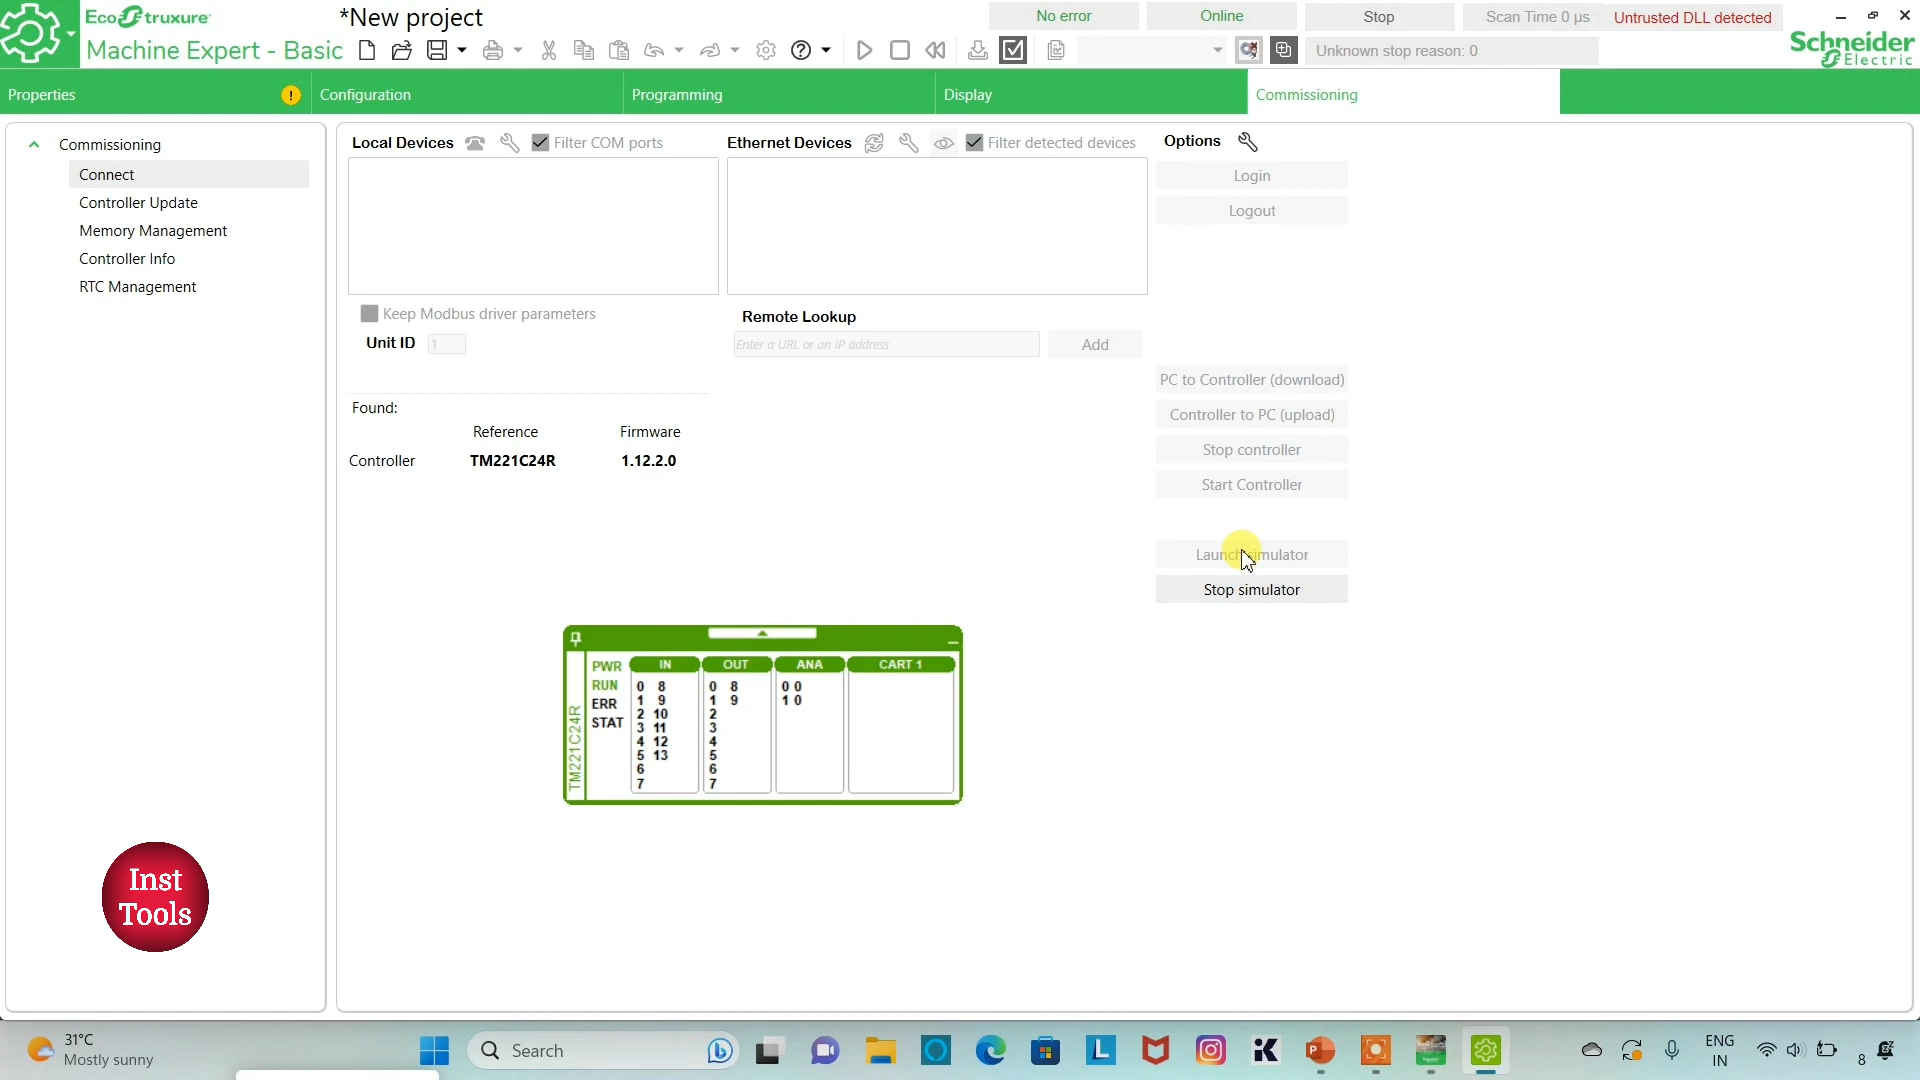 EcoStruxure
Machine Expert - Basic
*New project
No error
Online
Stop
Scan Time 0 µs
Untrusted DLL detected
Unknown stop reason: 0
Schneider
Electric
Properties
Configuration
Programming
Display
Commissioning
Commissioning
Connect
Controller Update
Memory Management
Controller Info
RTC Management
Local Devices
Filter COM ports
Ethernet Devices
Filter detected devices
Options
Login
Logout
Keep Modbus driver parameters
Unit ID 1
Remote Lookup
Enter a URL or an IP address
Add
PC to Controller (download)
Controller to PC (upload)
Stop controller
Start Controller
Launch simulator
Stop simulator
Found:
Reference Firmware
Controller TM221C24R 1.12.2.0
TM221C24R
PWR
RUN
ERR
STAT
IN
0 8
1 9
2 10
3 11
4 12
5 13
6
7
OUT
0 8
1 9
2
3
4
5
6
7
ANA
0 0
1 0
CART 1
Inst
Tools
31°C
Mostly sunny
Search
ENG
IN
8